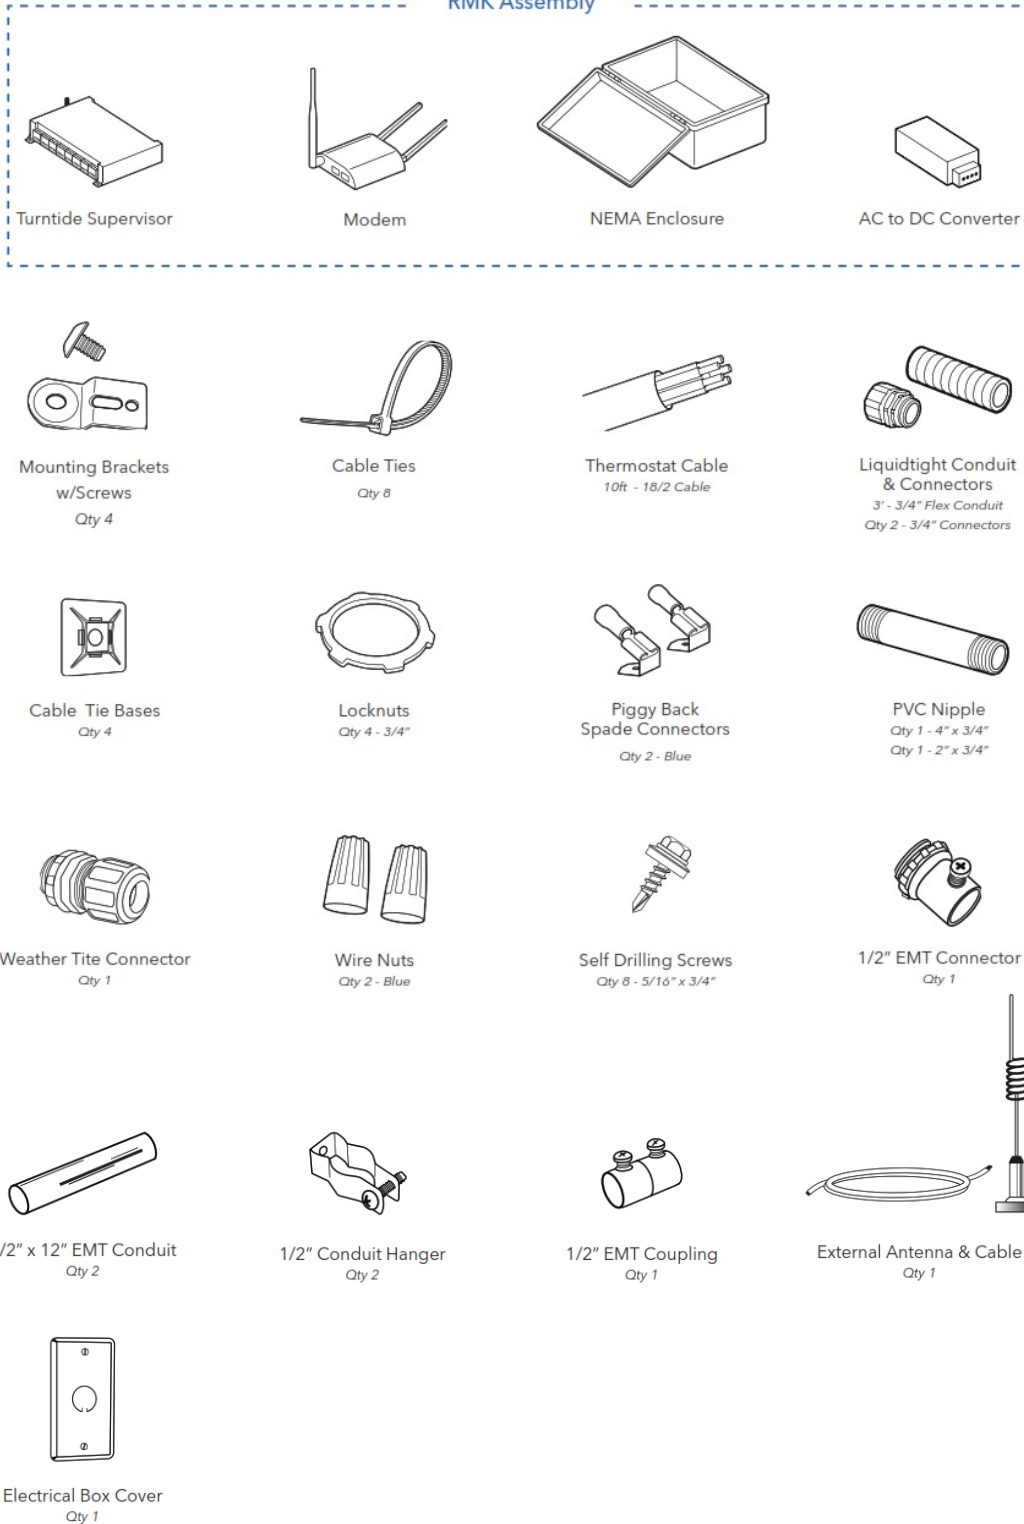 RMK Assembly
Turntide Supervisor
Modem
NEMA Enclosure
AC to DC Converter
Mounting Brackets
w/Screws
Qty 4
Cable Ties
Qty 8
Thermostat Cable
10ft - 18/2 Cable
Liquidtight Conduit
& Connectors
3' - 3/4" Flex Conduit
Qty 2 - 3/4" Connectors
Cable Tie Bases
Qty 4
Locknuts
Qty 4 - 3/4"
Piggy Back
Spade Connectors
Qty 2 - Blue
PVC Nipple
Qty 1 - 4" x 3/4"
Qty 1 - 2" x 3/4"
Weather Tite Connector
Qty 1
Wire Nuts
Qty 2 - Blue
Self Drilling Screws
Qty 8 - 5/16" x 3/4"
1/2" EMT Connector
Qty 1
/2" x 12" EMT Conduit
Qty 2
1/2" Conduit Hanger
Qty 2
1/2" EMT Coupling
Qty 1
External Antenna & Cable
Qty 1
Electrical Box Cover
Qty 1